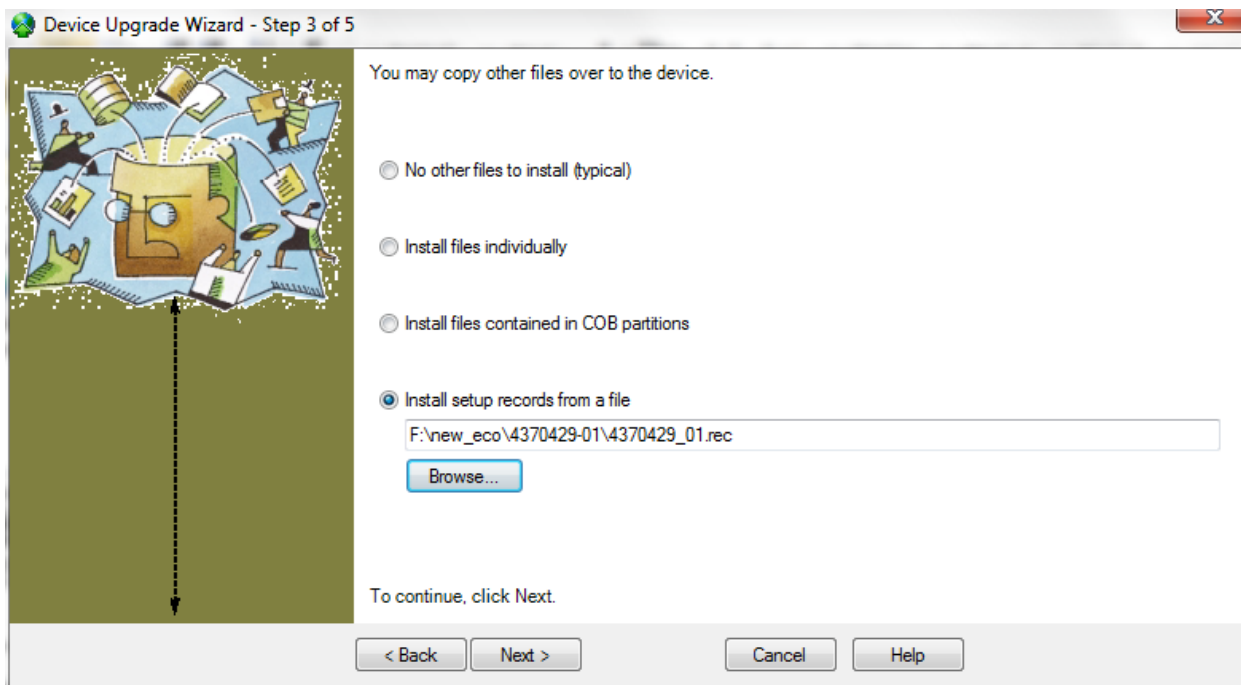 Device Upgrade Wizard - Step 3 of 5
You may copy other files over to the device.
No other files to install (typical)
Install files individually
Install files contained in COB partitions
Install setup records from a file
F:\new_eco\4370429-01\4370429_01.rec
Browse...
To continue, click Next.
< Back Next > Cancel Help